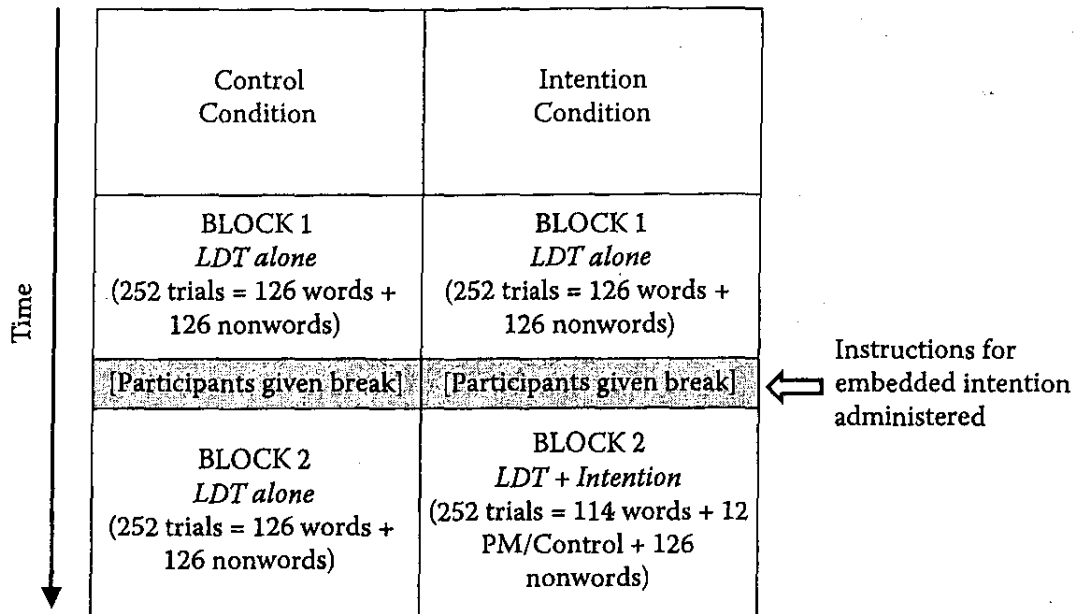 Time
Control
Condition
Intention
Condition
BLOCK 1
LDT alone
(252 trials = 126 words +
126 nonwords)
BLOCK 1
LDT alone
(252 trials = 126 words +
126 nonwords)
[Participants given break]
[Participants given break]
Instructions for
embedded intention
administered
BLOCK 2
LDT alone
(252 trials = 126 words +
126 nonwords)
BLOCK 2
LDT + Intention
(252 trials = 114 words + 12
PM/Control + 126
nonwords)